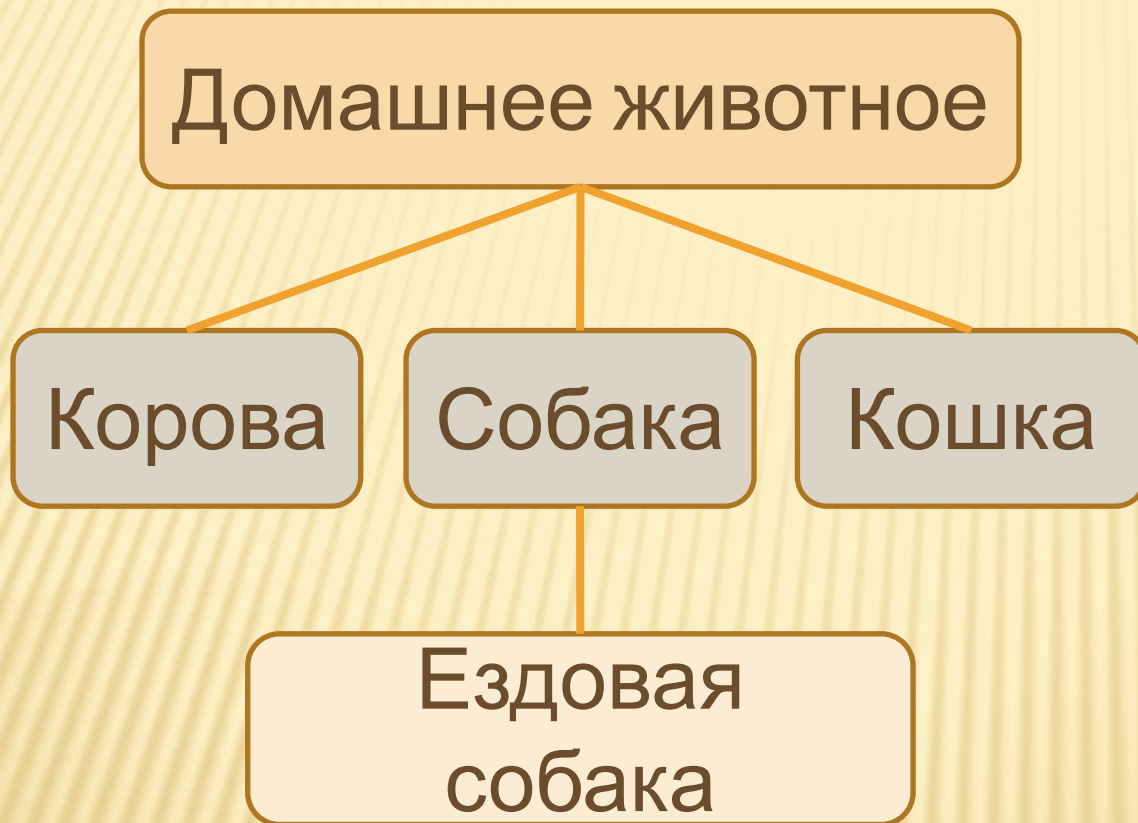 Домашнее животное
Корова
Собака
Кошка
Ездовая
собака